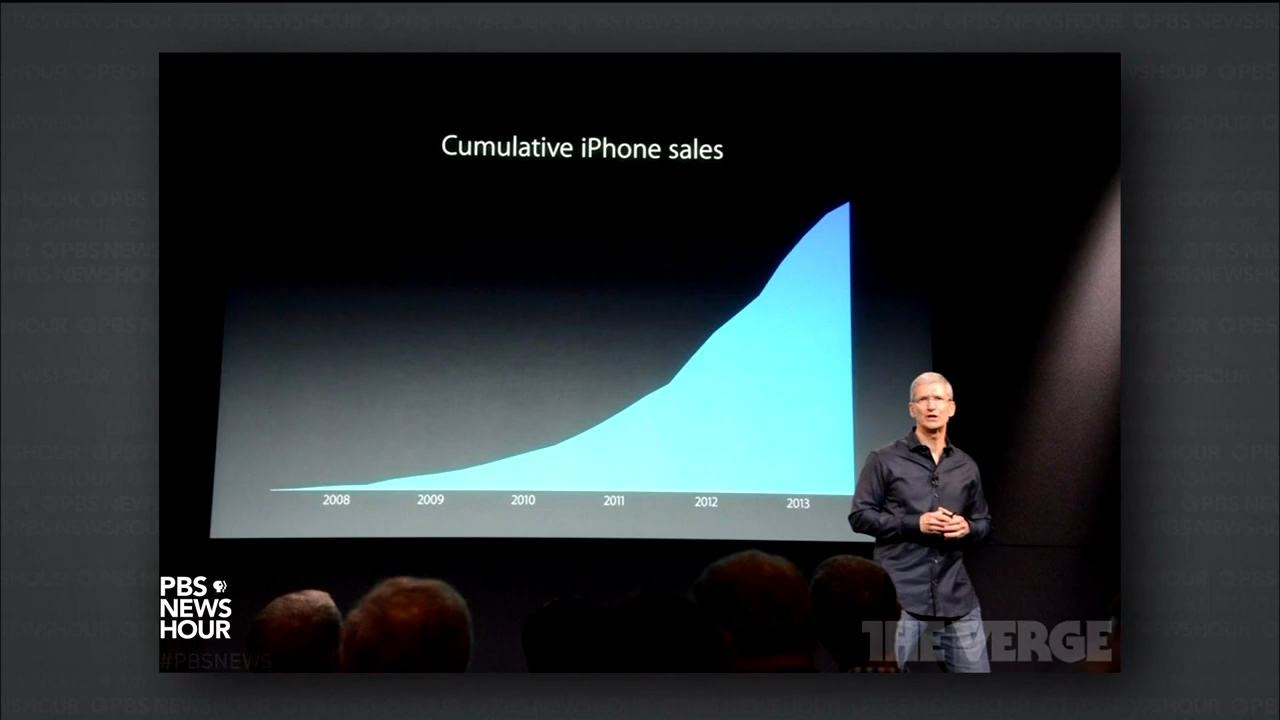 Cumulative iPhone sales
2008 2009 2010 2011 2012 2013
PBS
NEWS
HOUR
#PBSNEWS
THE VERGE